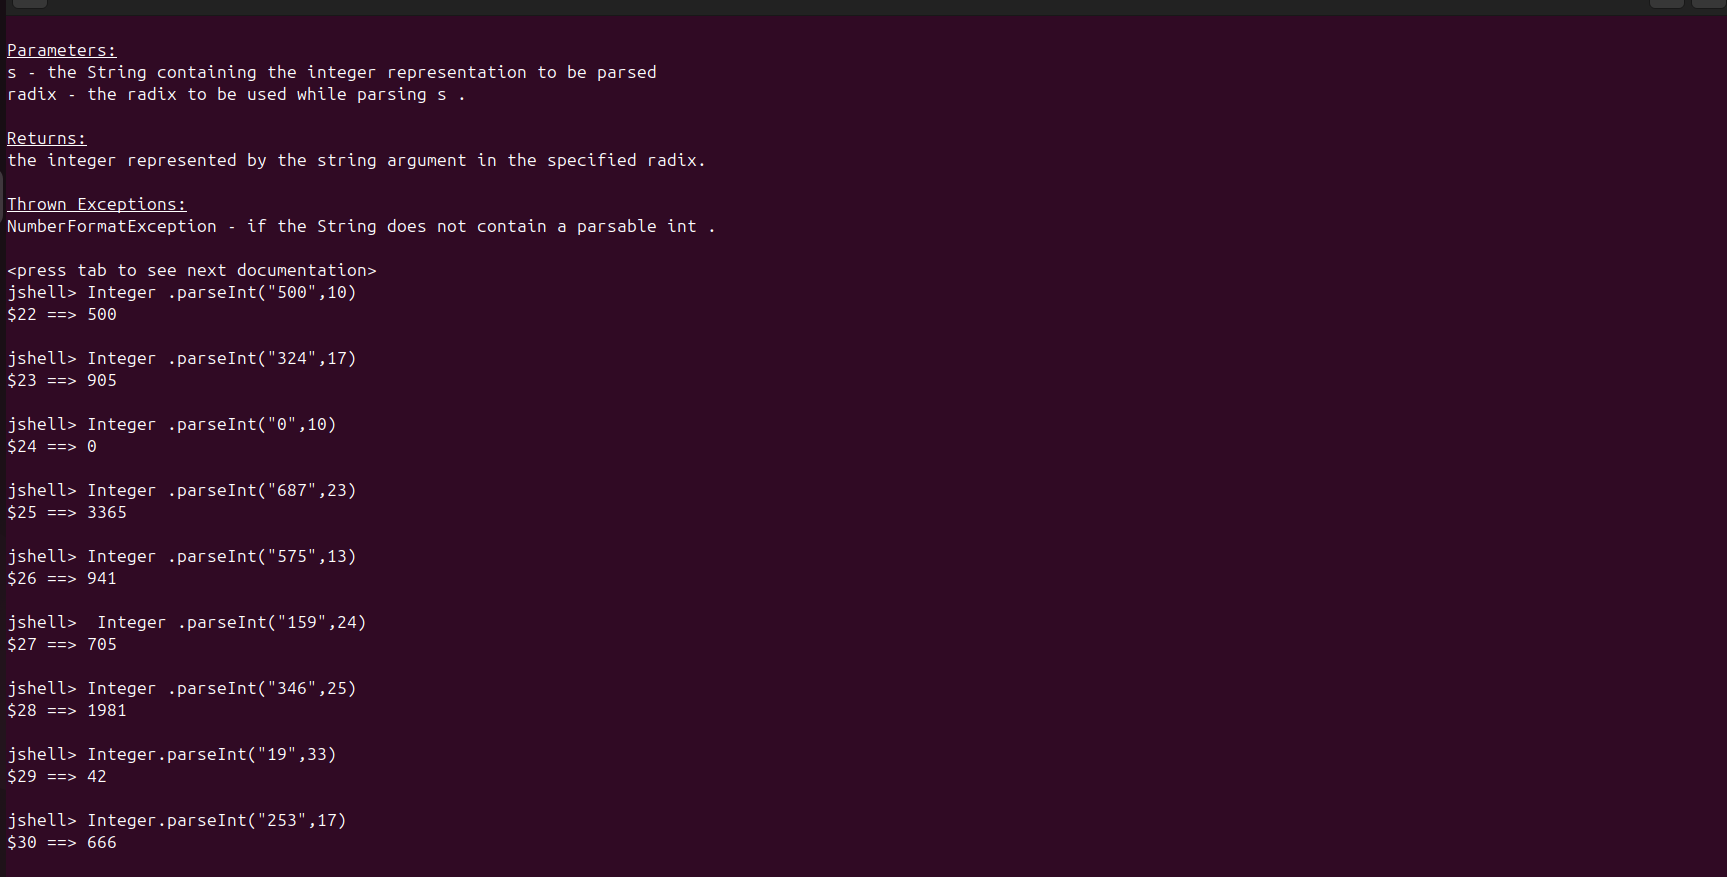 Parameters:
s - the String containing the integer representation to be parsed
radix - the radix to be used while parsing s .
Returns:
the integer represented by the string argument in the specified radix.
Thrown Exceptions:
NumberFormatException - if the String does not contain a parsable int .
<press tab to see next documentation>
jshell> Integer .parseInt("500",10)
$22 ==> 500
jshell> Integer .parseInt("324",17)
$23 ==> 905
jshell> Integer .parseInt("0",10)
$24 ==> 0
jshell> Integer .parseInt("687",23)
$25 ==> 3365
jshell> Integer .parseInt("575",13)
$26 ==> 941
jshell>  Integer .parseInt("159",24)
$27 ==> 705
jshell> Integer .parseInt("346",25)
$28 ==> 1981
jshell> Integer.parseInt("19",33)
$29 ==> 42
jshell> Integer.parseInt("253",17)
$30 ==> 666